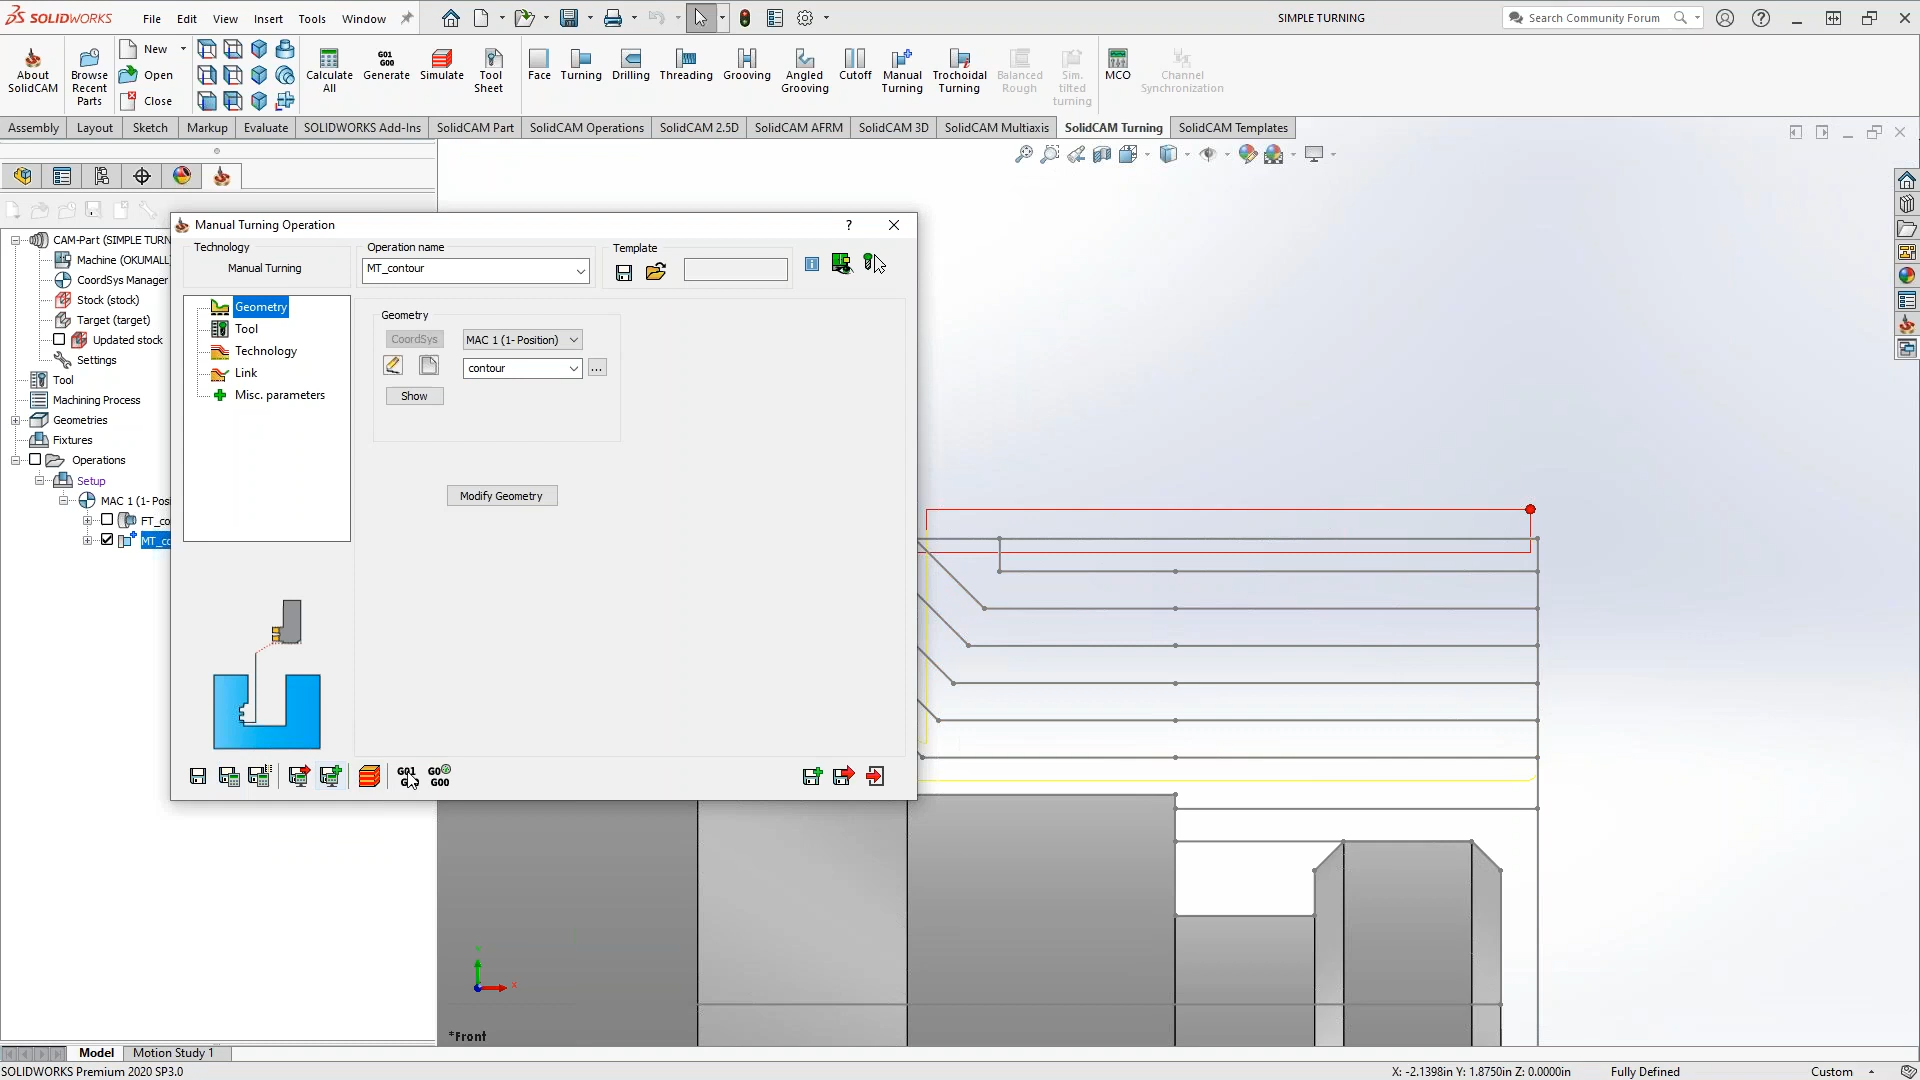 SOLIDWORKS
File Edit View Insert Tools Window
SIMPLE TURNING
Search Community Forum
About SolidCAM
Browse Recent Parts
New
Open
Close
Calculate All
G01 G00
Generate
Simulate
Tool Sheet
Face
Turning
Drilling
Threading
Grooving
Angled Grooving
Cutoff
Manual Turning
Trochoidal Turning
Balanced Rough
Sim. tilted turning
MCO
Channel Synchronization
Assembly Layout Sketch Markup Evaluate SOLIDWORKS Add-Ins SolidCAM Part SolidCAM Operations SolidCAM 2.5D SolidCAM AFRM SolidCAM 3D SolidCAM Multiaxis SolidCAM Turning SolidCAM Templates
CAM-Part (SIMPLE TURN
Machine (OKUMALL
CoordSys Manager
Stock (stock)
Target (target)
Updated stock
Settings
Tool
Machining Process
Geometries
Fixtures
Operations
Setup
MAC 1 (1- Posi
FT_co
MT_co
Manual Turning Operation
?
Technology
Manual Turning
Operation name
MT_contour
Template
Geometry
Tool
Technology
Link
Misc. parameters
Geometry
CoordSys
MAC 1 (1- Position)
contour
...
Show
Modify Geometry
G01
G00
*Front
X
Model
Motion Study 1
SOLIDWORKS Premium 2020 SP3.0
X: -2.1398in Y: 1.8750in Z: 0.0000in
Fully Defined
Custom